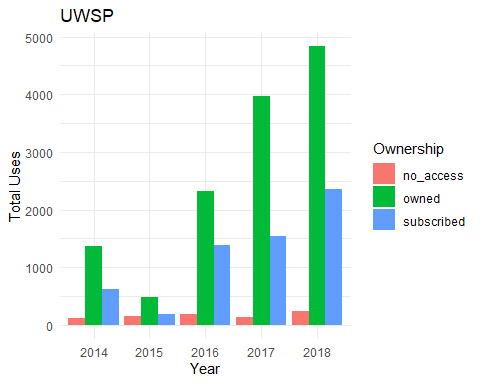 UWSP
5000
4000
3000
2000
1000
0
Total Uses
2014 2015 2016 2017 2018
Year
Ownership
no_access
owned
subscribed